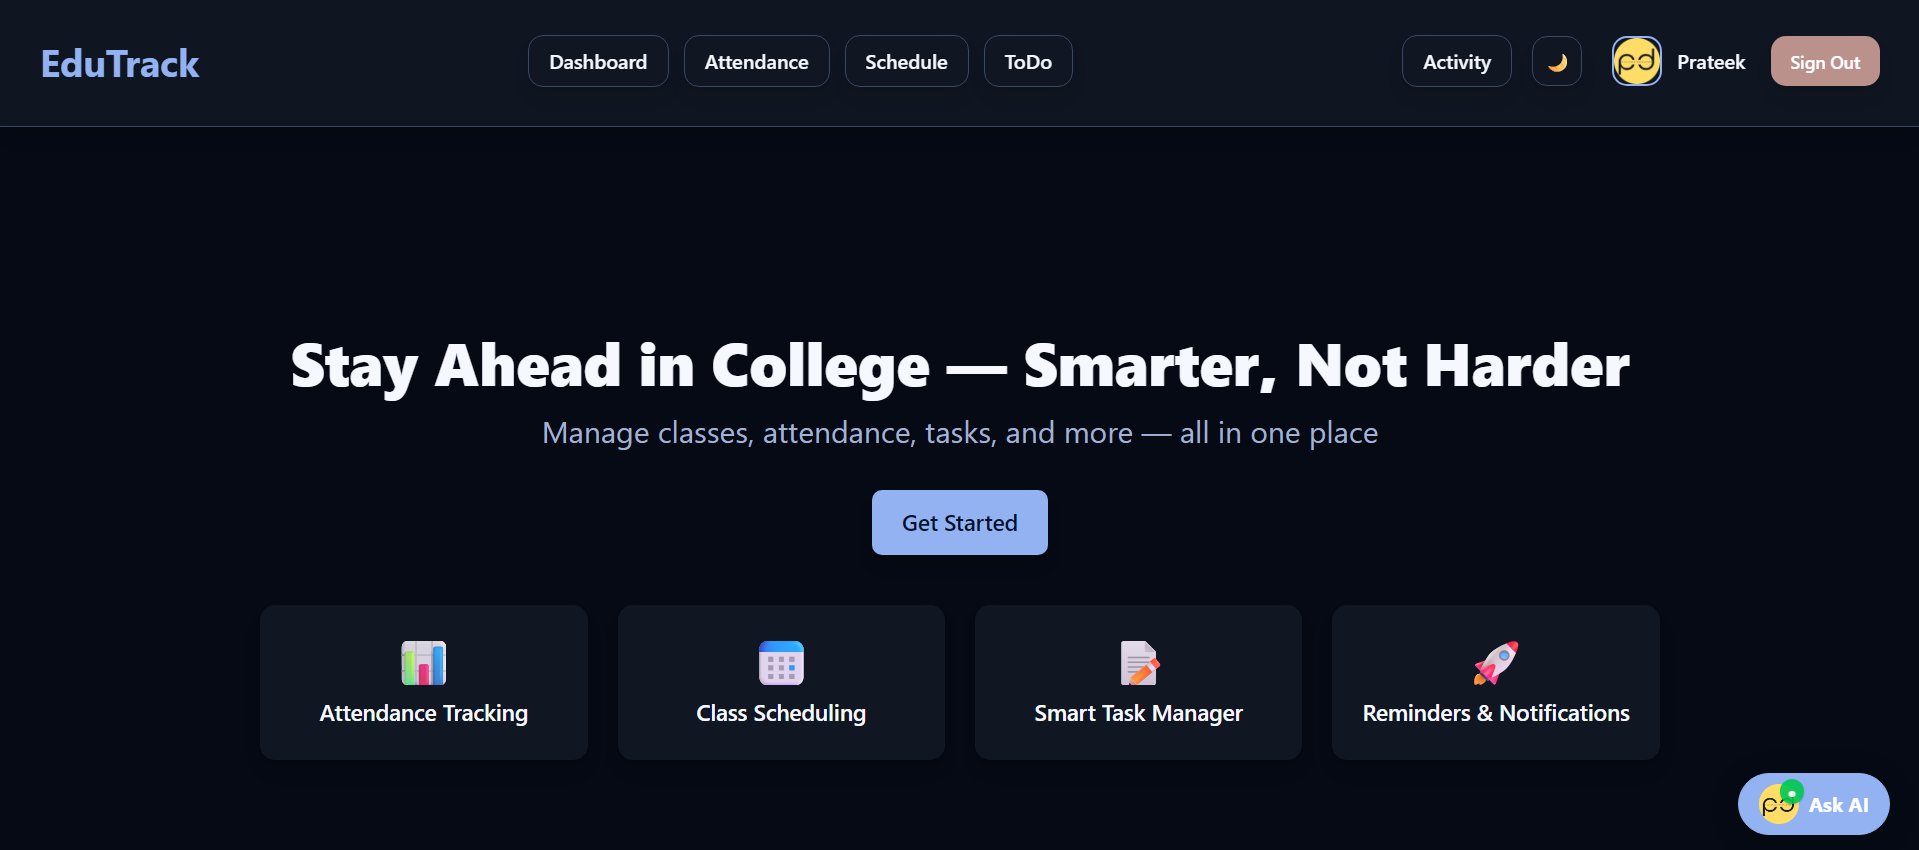 EduTrack
Dashboard
Attendance
Schedule
ToDo
Activity
Prateek
Sign Out
Stay Ahead in College — Smarter, Not Harder
Manage classes, attendance, tasks, and more — all in one place
Get Started
Attendance Tracking
Class Scheduling
Smart Task Manager
Reminders & Notifications
Ask AI